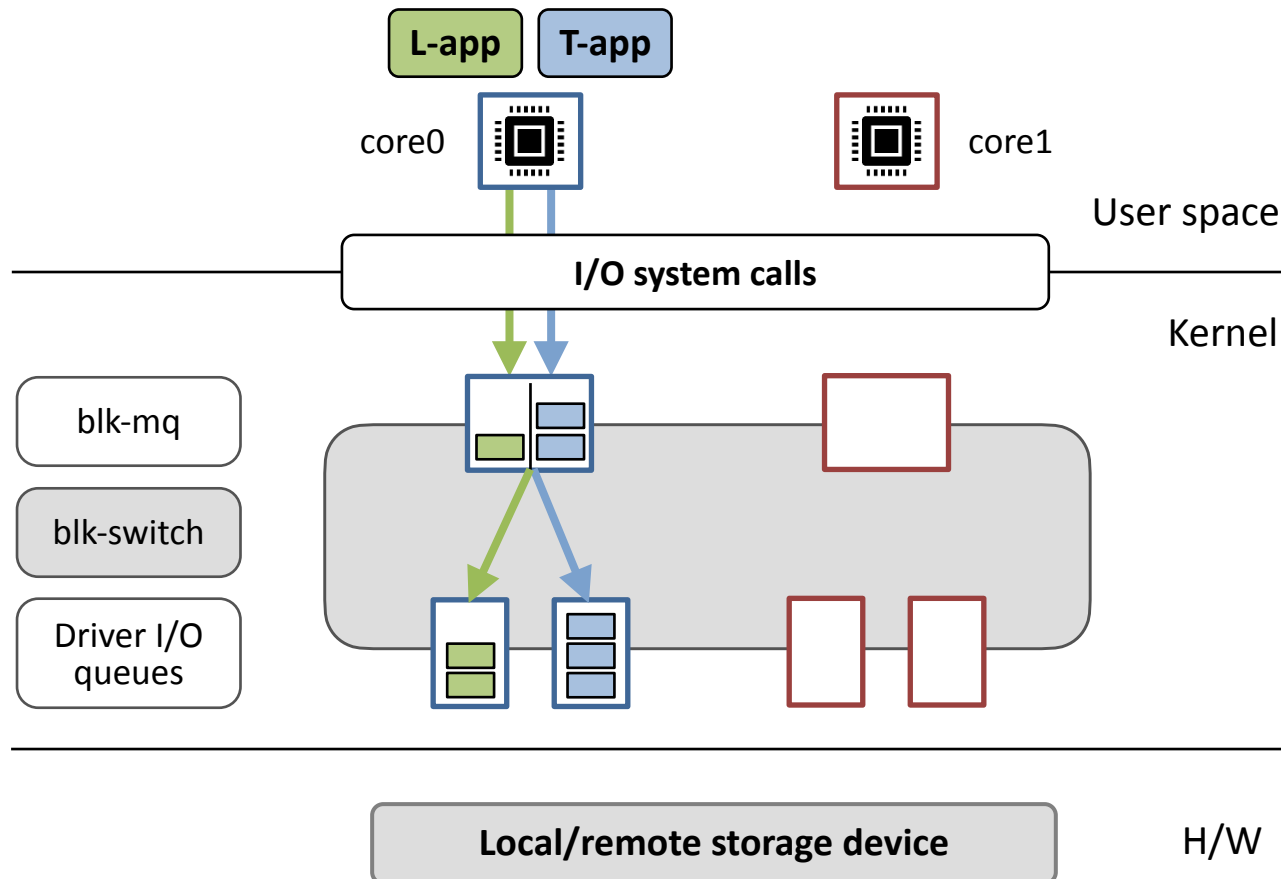 L-app
T-app
core0
core1
User space
I/O system calls
Kernel
blk-mq
blk-switch
Driver I/O
queues
Local/remote storage device
H/W